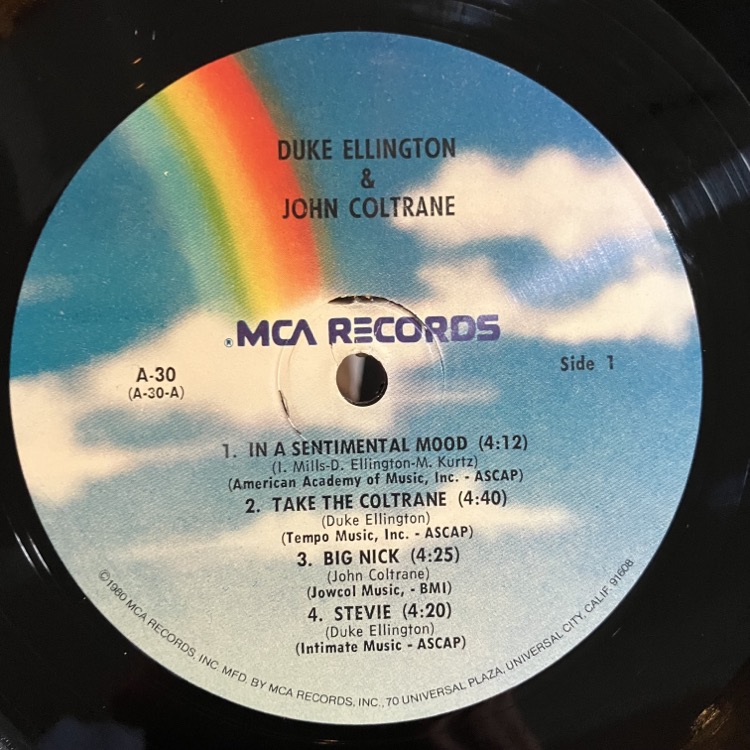 DUKE ELLINGTON
&
JOHN COLTRANE
®MCA RECORDS
A-30
(A-30-A)
Side 1
1. IN A SENTIMENTAL MOOD (4:12)
(I. Mills-D. Ellington-M. Kurtz)
(American Academy of Music, Inc. - ASCAP)
2. TAKE THE COLTRANE (4:40)
(Duke Ellington)
(Tempo Music, Inc. - ASCAP)
3. BIG NICK (4:25)
(John Coltrane)
(Jowcol Music, - BMI)
4. STEVIE (4:20)
(Duke Ellington)
(Intimate Music - ASCAP)
©1980 MCA RECORDS, INC. MFD. BY MCA RECORDS, INC., 70 UNIVERSAL PLAZA, UNIVERSAL CITY, CALIF. 91608